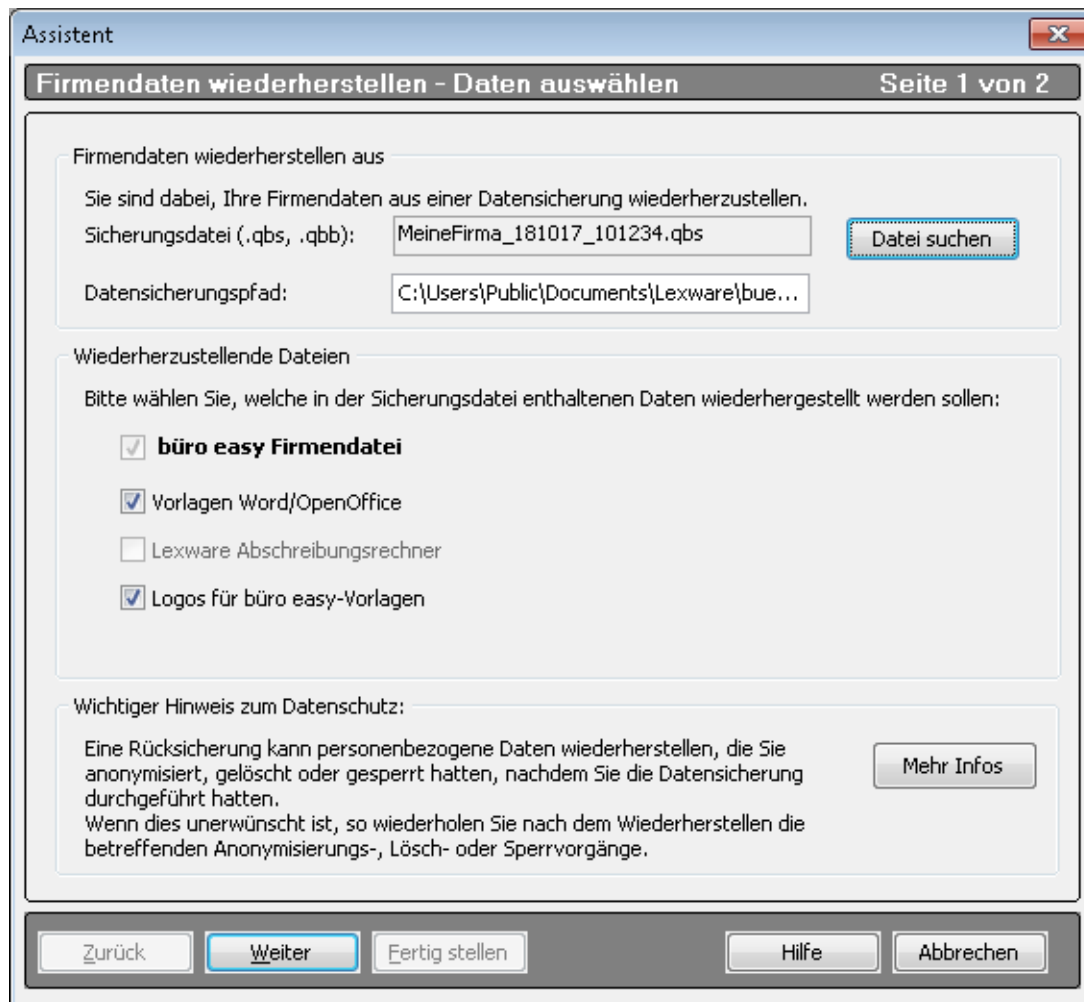 Assistent
Firmendaten wiederherstellen - Daten auswählen Seite 1 von 2
Firmendaten wiederherstellen aus
Sie sind dabei, Ihre Firmendaten aus einer Datensicherung wiederherzustellen.
Sicherungsdatei (.qbs, .qbb): MeineFirma_181017_101234.qbs Datei suchen
Datensicherungspfad: C:\Users\Public\Documents\Lexware\bue...
Wiederherzustellende Dateien
Bitte wählen Sie, welche in der Sicherungsdatei enthaltenen Daten wiederhergestellt werden sollen:
büro easy Firmendatei
Vorlagen Word/OpenOffice
Lexware Abschreibungsrechner
Logos für büro easy-Vorlagen
Wichtiger Hinweis zum Datenschutz:
Eine Rücksicherung kann personenbezogene Daten wiederherstellen, die Sie
anonymisiert, gelöscht oder gesperrt hatten, nachdem Sie die Datensicherung
durchgeführt hatten.
Wenn dies unerwünscht ist, so wiederholen Sie nach dem Wiederherstellen die
betreffenden Anonymisierungs-, Lösch- oder Sperrvorgänge.
Mehr Infos
Zurück Weiter Fertig stellen Hilfe Abbrechen